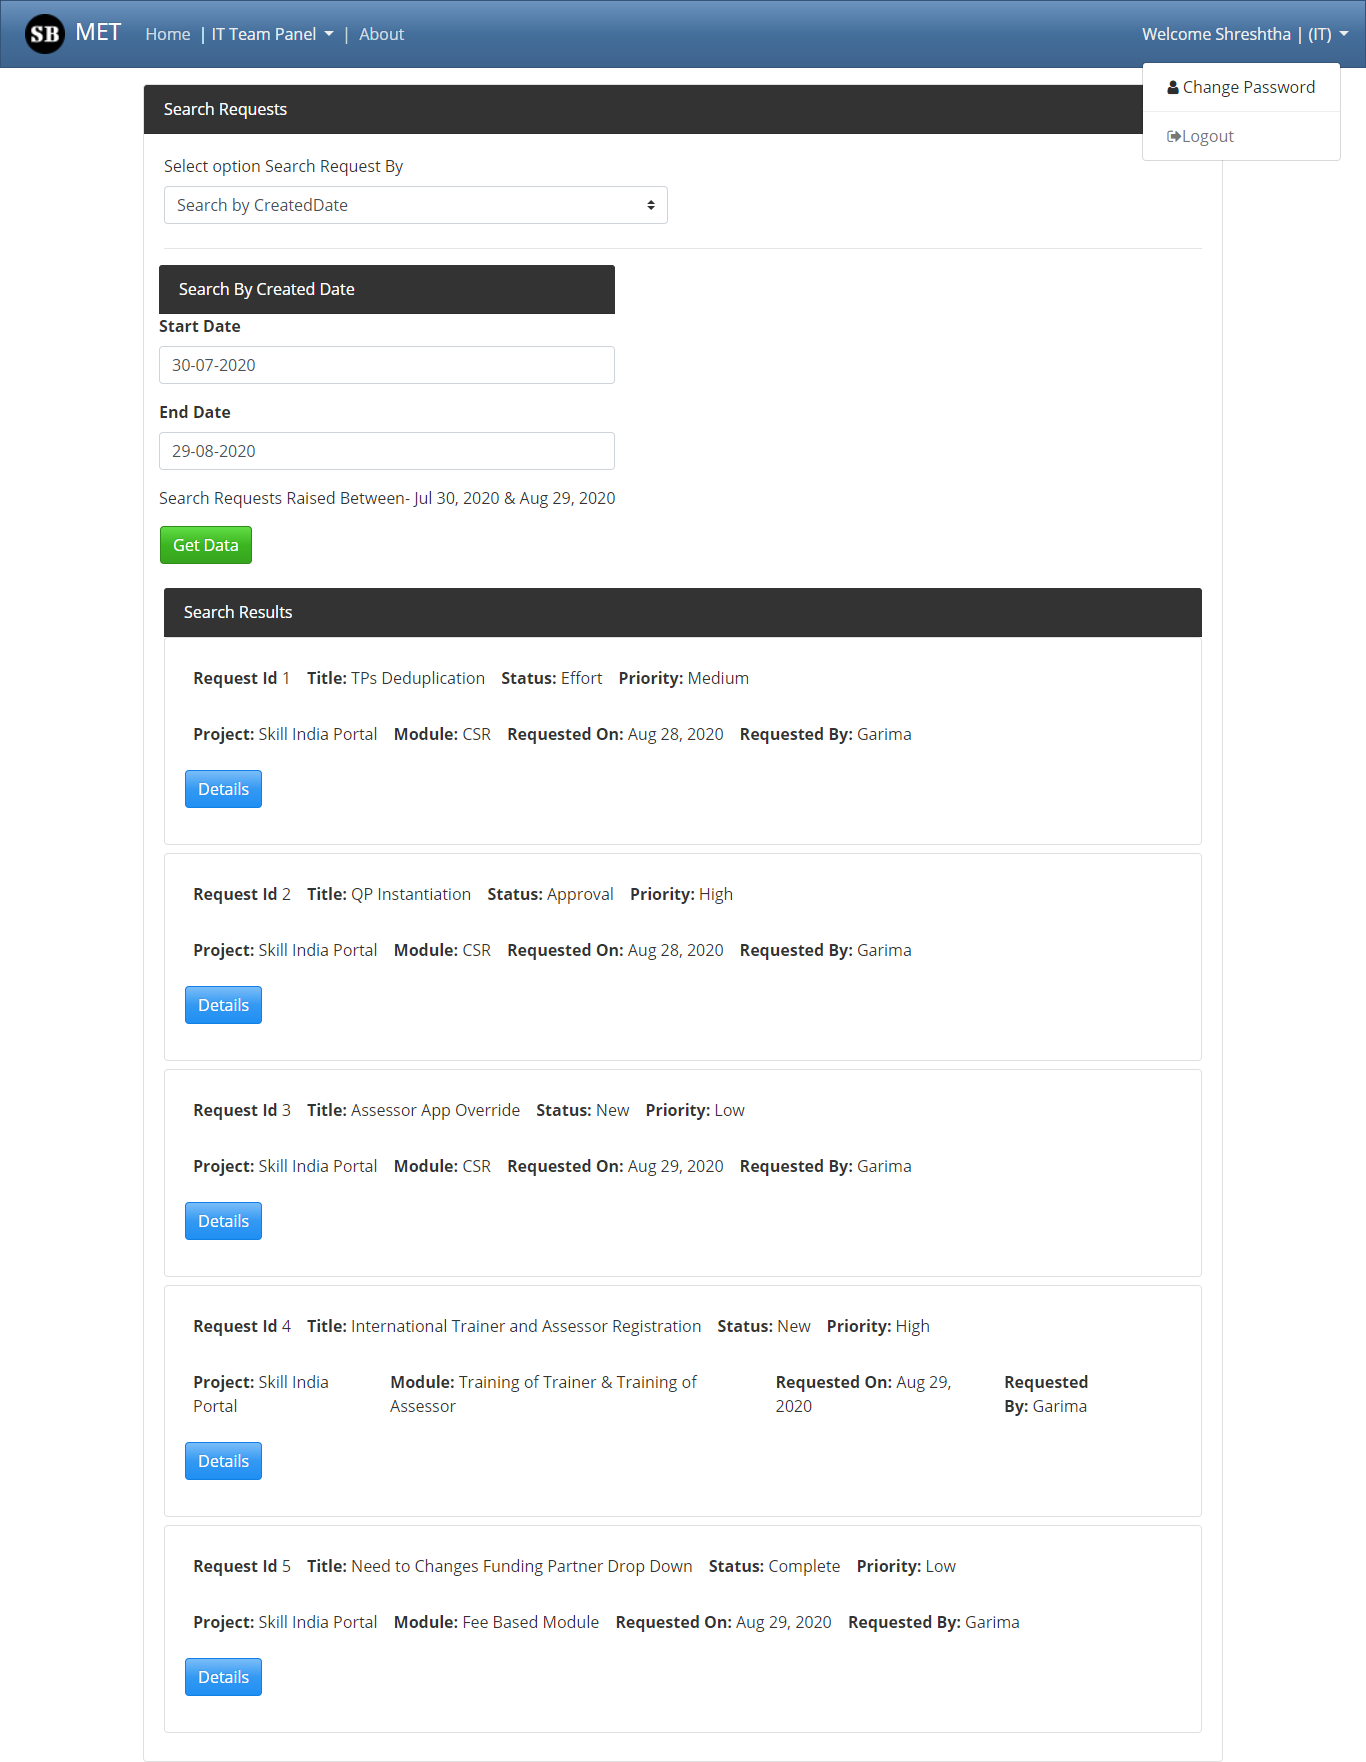 SB MET Home | IT Team Panel | About Welcome Shreshtha | (IT)
Change Password
Logout
Search Requests
Select option Search Request By
Search by CreatedDate
Search By Created Date
Start Date
30-07-2020
End Date
29-08-2020
Search Requests Raised Between- Jul 30, 2020 & Aug 29, 2020
Get Data
Search Results
Request Id 1 Title: TPs Deduplication Status: Effort Priority: Medium
Project: Skill India Portal Module: CSR Requested On: Aug 28, 2020 Requested By: Garima
Details
Request Id 2 Title: QP Instantiation Status: Approval Priority: High
Project: Skill India Portal Module: CSR Requested On: Aug 28, 2020 Requested By: Garima
Details
Request Id 3 Title: Assessor App Override Status: New Priority: Low
Project: Skill India Portal Module: CSR Requested On: Aug 29, 2020 Requested By: Garima
Details
Request Id 4 Title: International Trainer and Assessor Registration Status: New Priority: High
Project: Skill India
Portal
Module: Training of Trainer & Training of
Assessor
Requested On: Aug 29,
2020
Requested
By: Garima
Details
Request Id 5 Title: Need to Changes Funding Partner Drop Down Status: Complete Priority: Low
Project: Skill India Portal Module: Fee Based Module Requested On: Aug 29, 2020 Requested By: Garima
Details